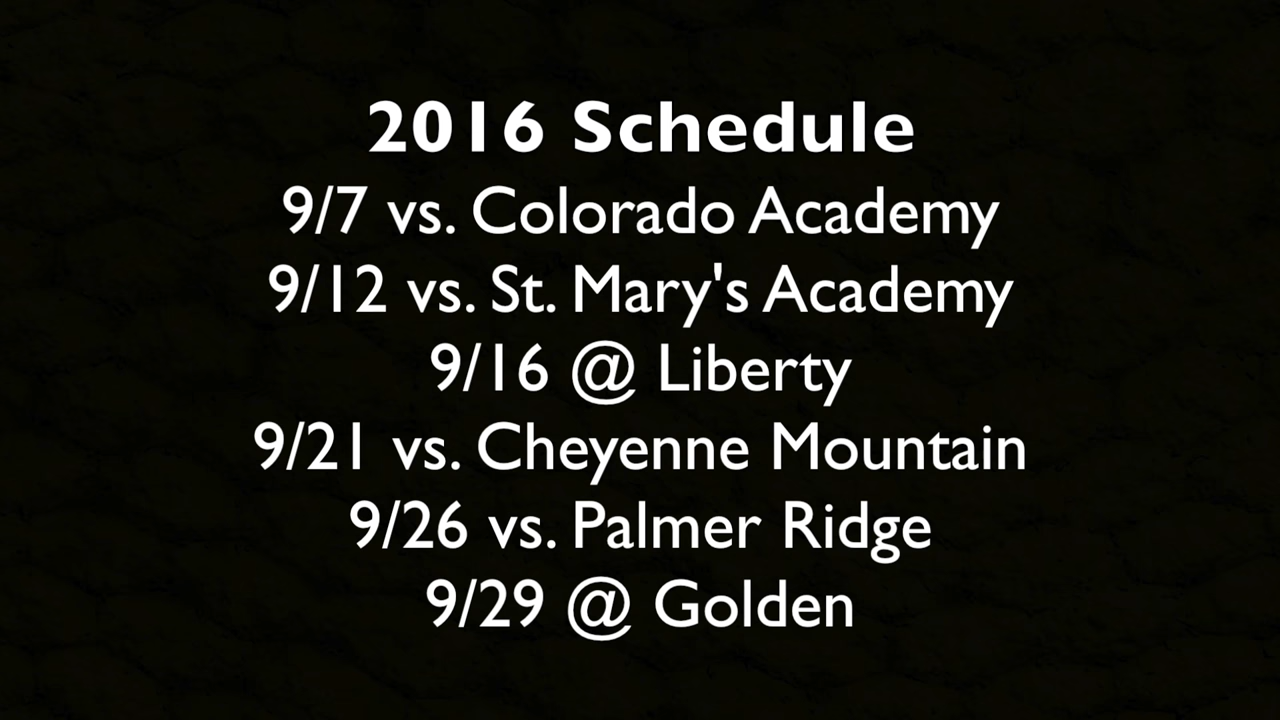 2016 Schedule
9/7 vs. Colorado Academy
9/12 vs. St. Mary's Academy
9/16 @ Liberty
9/21 vs. Cheyenne Mountain
9/26 vs. Palmer Ridge
9/29 @ Golden